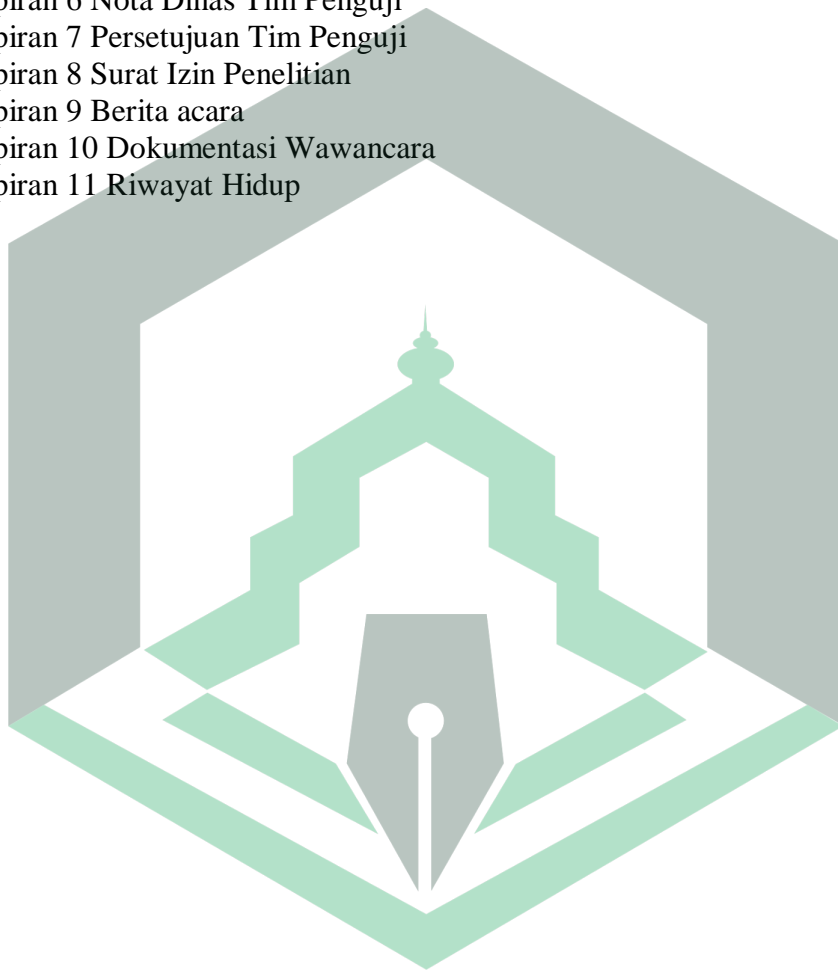 piran 6 Nota Dinas Tim Penguji
piran 7 Persetujuan Tim Penguji
piran 8 Surat Izin Penelitian
piran 9 Berita acara
piran 10 Dokumentasi Wawancara
piran 11 Riwayat Hidup